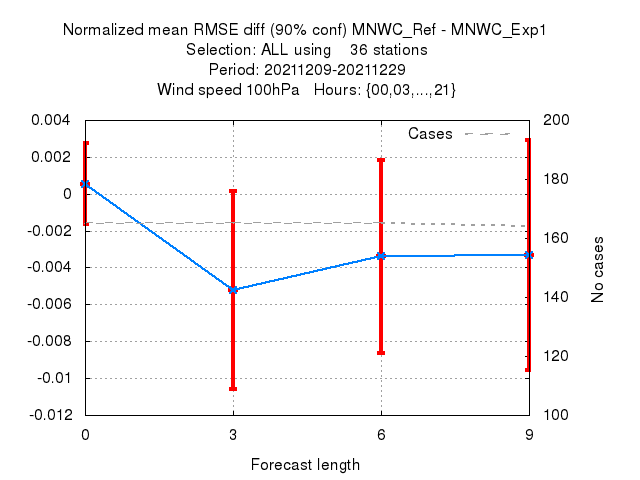 Normalized mean RMSE diff (90% conf) MNWC_Ref - MNWC_Exp1
Selection: ALL using    36 stations
Period: 20211209-20211229
Wind speed 100hPa   Hours: {00,03,...,21}
Cases
0.004
0.002
0
-0.002
-0.004
-0.006
-0.008
-0.01
-0.012
200
180
160
140
120
100
No cases
0 3 6 9
Forecast length